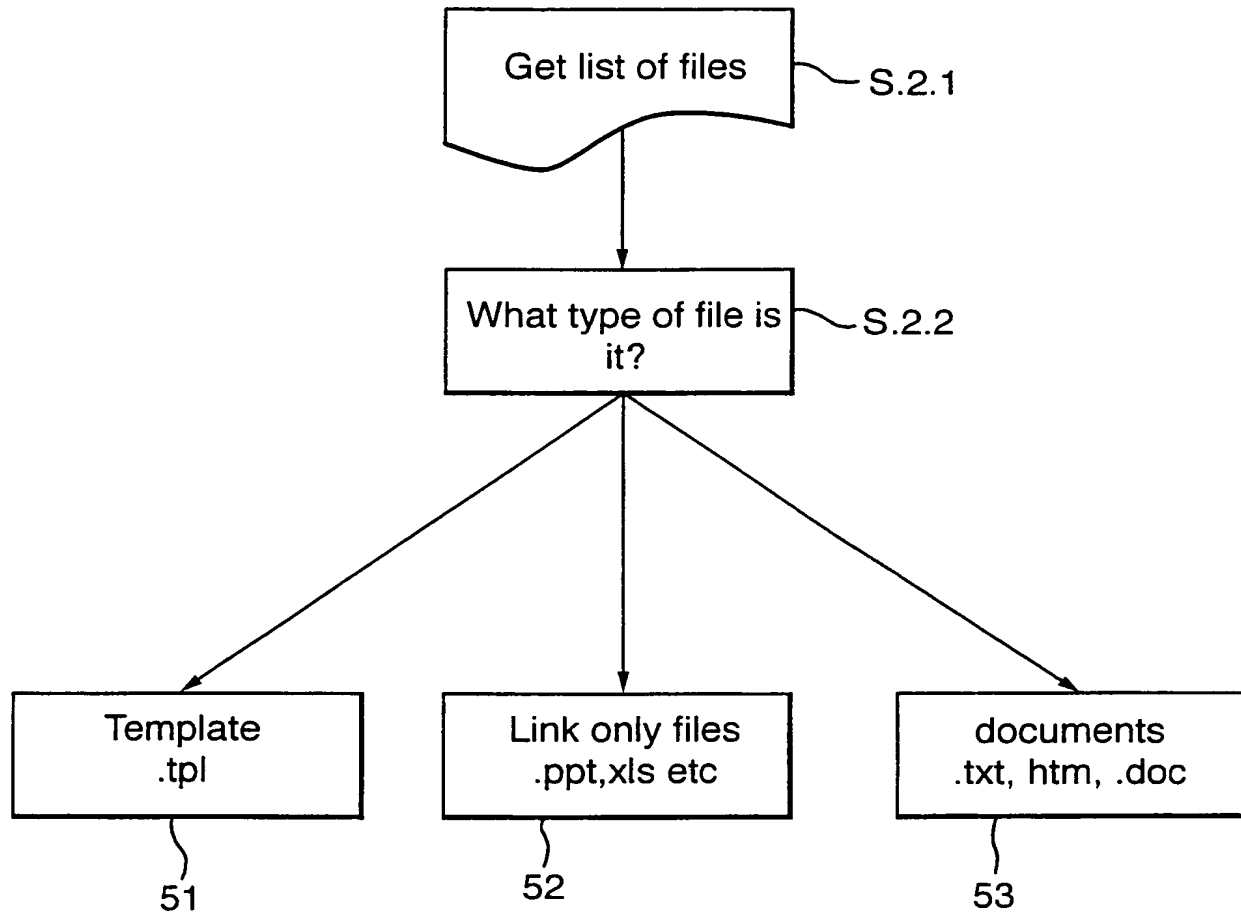 Get list of files
S.2.1
What type of file is
it?
S.2.2
Template
.tpl
Link only files
.ppt,xls etc
documents
.txt, htm, .doc
51
52
53